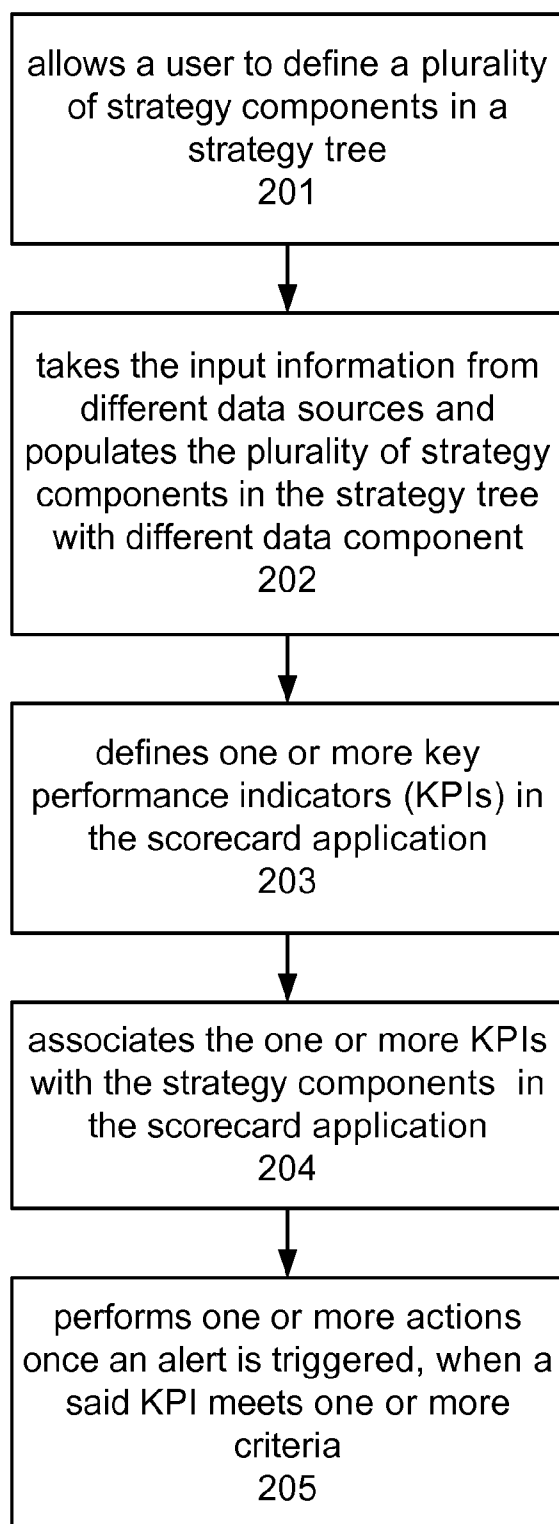 allows a user to define a plurality
of strategy components in a
strategy tree
201
takes the input information from
different data sources and
populates the plurality of strategy
components in the strategy tree
with different data component
202
defines one or more key
performance indicators (KPIs) in
the scorecard application
203
associates the one or more KPIs
with the strategy components in
the scorecard application
204
performs one or more actions
once an alert is triggered, when a
said KPI meets one or more
criteria
205